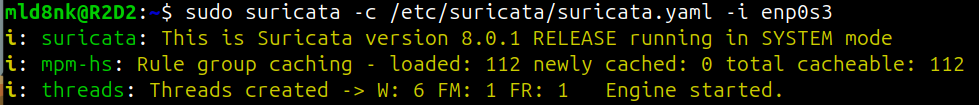 mld8nk@R2D2:~$ sudo suricata -c /etc/suricata/suricata.yaml -i enp0s3
i: suricata: This is Suricata version 8.0.1 RELEASE running in SYSTEM mode
i: mpm-hs: Rule group caching - loaded: 112 newly cached: 0 total cacheable: 112
i: threads: Threads created -> W: 6 FM: 1 FR: 1   Engine started.